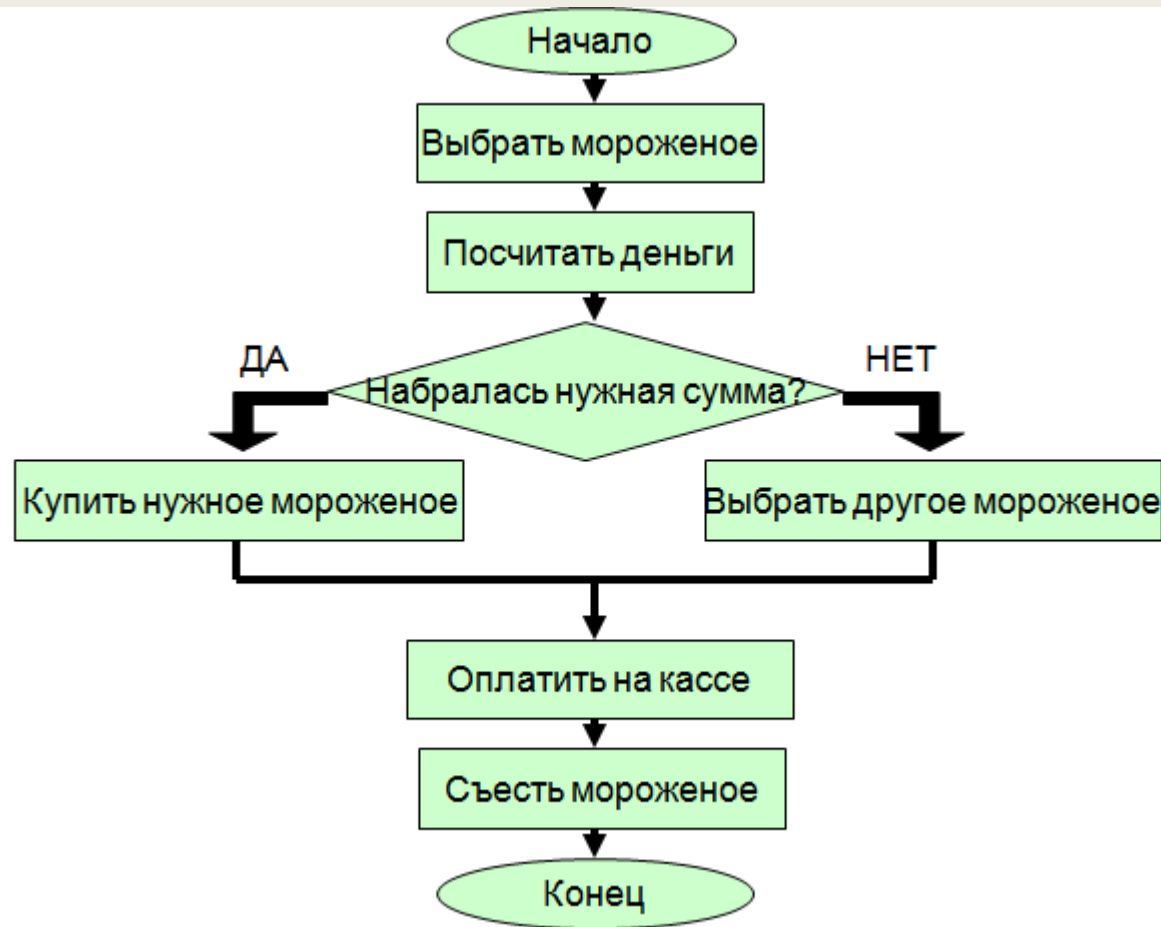 Начало
Выбрать мороженое
Посчитать деньги
ДА
НЕТ
Набралась нужная сумма?
Купить нужное мороженое
Выбрать другое мороженое
Оплатить на кассе
Съесть мороженое
Конец